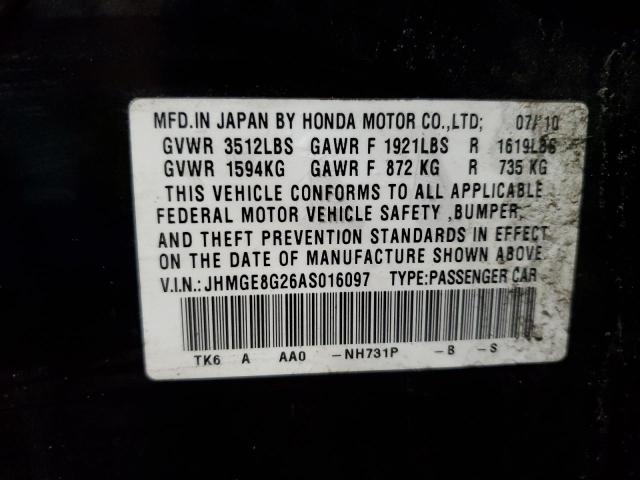 MFD.IN JAPAN BY HONDA MOTOR CO.,LTD; 07/10
GVWR 3512LBS GAWR F 1921LBS R 1619LBS
GVWR 1594KG GAWR F 872 KG R 735 KG
THIS VEHICLE CONFORMS TO ALL APPLICABLE
FEDERAL MOTOR VEHICLE SAFETY ,BUMPER,
AND THEFT PREVENTION STANDARDS IN EFFECT
ON THE DATE OF MANUFACTURE SHOWN ABOVE.
V.I.N.:JHMGE8G26AS016097 TYPE:PASSENGER CAR
TK6 A AA0 -NH731P -B -S